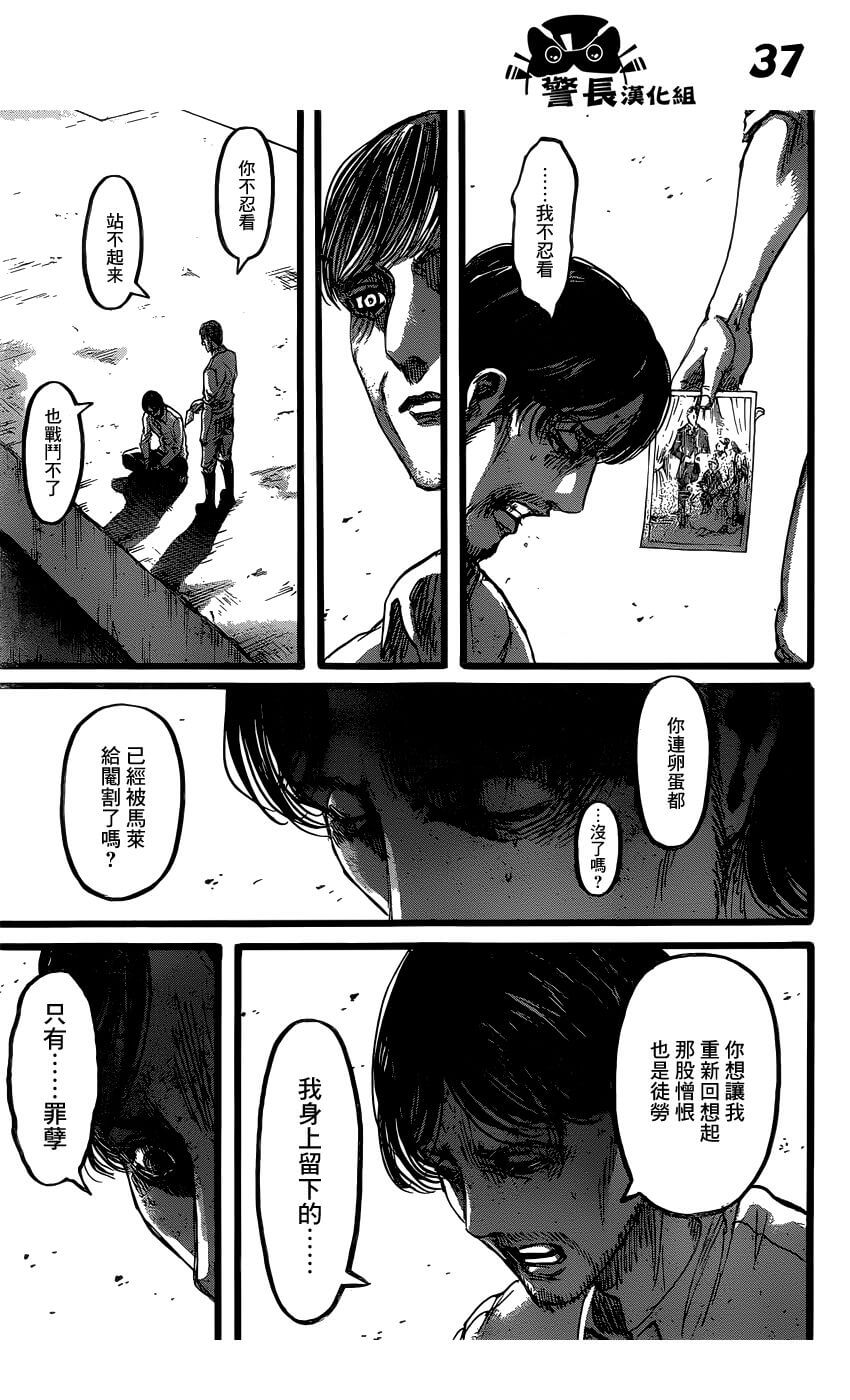 警長漢化組
37
……我不忍看
你不忍看
站不起来
也戰鬥不了
你連卵蛋都
…沒了嗎?
已經被馬萊
給閹割了嗎?
你想讓我
重新回想起
那股憎恨
也是徒勞
我身上留下的……
只有……罪孽